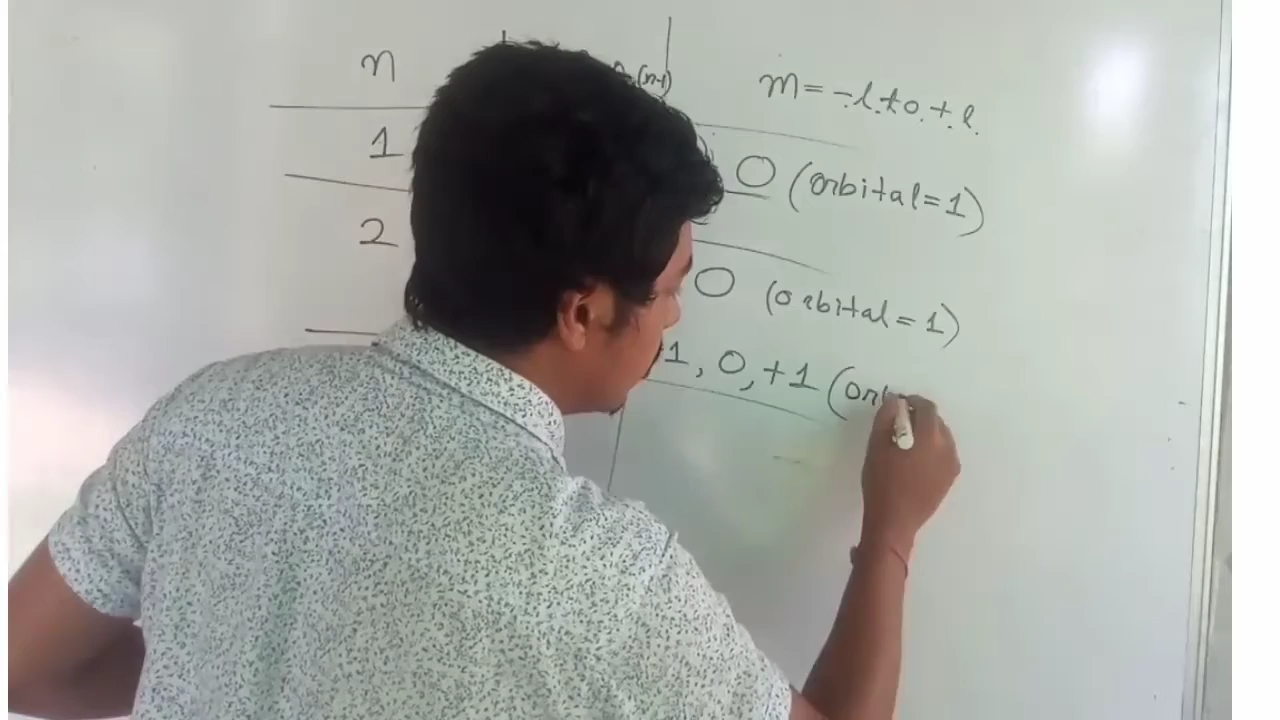 n (n-1) m = -l to + l
1 0 (orbital = 1)
2 0 (orbital = 1)
1, 0, +1 (or